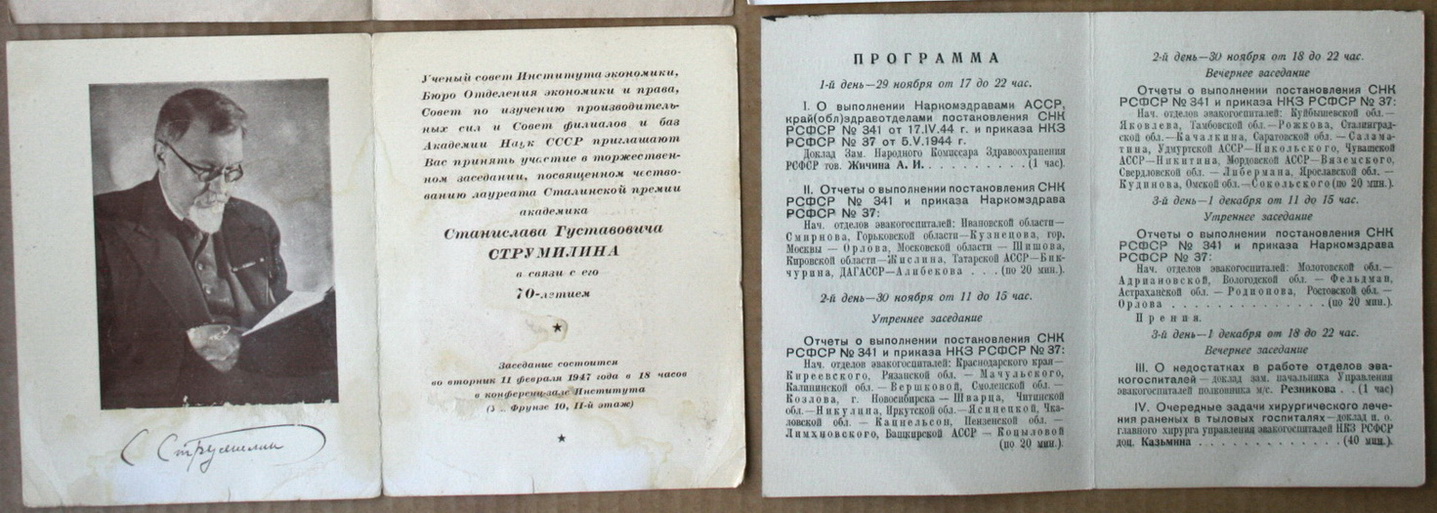 Ученый совет Института экономики,
Бюро Отделения экономики и права,
Совет по изучению производитель-
ных сил и Совет филиалов и баз
Академии Наук СССР приглашают
Вас принять участие в торжествен-
ном заседании, посвященном чество-
ванию лауреата Сталинской премии
академика
Станислава Густавовича
СТРУМИЛИНА
в связи с его
70-летием
Заседание состоится
во вторник 11 февраля 1947 года в 18 часов
в конференц-зале Института
Фрунзе 10, II-й этаж)
С Струмилин
ПРОГРАММА
1-й день—29 ноября от 17 до 22 час.
I. О выполнении Наркомздравами АССР,
край(обл)здравотделами постановления СНК
РСФСР № 341 от 17.IV.44 г. и приказа НКЗ
РСФСР № 37 от 5.V.1944 г.
Доклад Зам. Народного Комиссара Здравоохранения
РСФСР тов. Жичина А. И. . . . . . . . . . (1 час).
II. Отчеты о выполнении постановления СНК
РСФСР № 341 и приказа Наркомздрава
РСФСР № 37:
Нач. отделов эвакогоспиталей: Ивановской области—
Смирнова, Горьковской области—Кузнецова, гор.
Москвы — Орлова, Московской области — Шишова,
Кировской области—Жислина, Татарской АССР—Бик-
чурина, ДАГАССР—Алибекова . . . (по 20 мин.).
2-й день—30 ноября от 11 до 15 час.
Утреннее заседание
Отчеты о выполнении постановления СНК
РСФСР № 341 и приказа НКЗ РСФСР № 37:
Нач. отделов эвакогоспиталей: Краснодарского края—
Киреевского, Рязанской обл. — Мачульского,
Калининской обл. — Вершковой, Смоленской обл. —
Козлова, г. Новосибирска — Шварца, Читинской
обл.—Никулина, Иркутской обл.—Ясинецкой, Чка-
ловской обл. — Кацнельсон, Пензенской обл. —
Лимхновского, Башкирской АССР — Копыловой
(по 20 мин.).
2-й день—30 ноября от 18 до 22 час.
Вечернее заседание
Отчеты о выполнении постановления СНК
РСФСР № 341 и приказа НКЗ РСФСР № 37:
Нач. отделов эвакогоспиталей: Куйбышевской обл. —
Яковлева, Тамбовской обл.—Рожкова, Сталинград-
ской обл.—Качалкина, Саратовской обл. — Салама-
тина, Удмуртской АССР—Никольского, Чувашской
АССР—Никитина, Мордовской АССР—Вяземского,
Свердловской обл. — Либермана, Ярославской обл. —
Кудинова, Омской обл.—Сокольского (по 20 мин.).
3-й день—1 декабря от 11 до 15 час.
Утреннее заседание
Отчеты о выполнении постановления СНК
РСФСР № 341 и приказа Наркомздрава
РСФСР № 37:
Нач. отделов эвакогоспиталей: Молотовской обл.—
Адриановской, Вологодской обл. — Фельдман,
Астраханской обл. — Родионова, Ростовской обл. —
Орлова . . . . . . . . . . . . . . (по 20 мин.).
Прения.
3-й день—1 декабря от 18 до 22 час.
Вечернее заседание
III. О недостатках в работе отделов эва-
когоспиталей — доклад зам. начальника Управления
эвакогоспиталей полковника м/с. Резникова . . (1 час)
IV. Очередные задачи хирургического лече-
ния раненых в тыловых госпиталях—доклад и. о.
главного хирурга управления эвакогоспиталей НКЗ РСФСР
доц. Казьмина . . . . . . . . . . . . . (40 мин.).